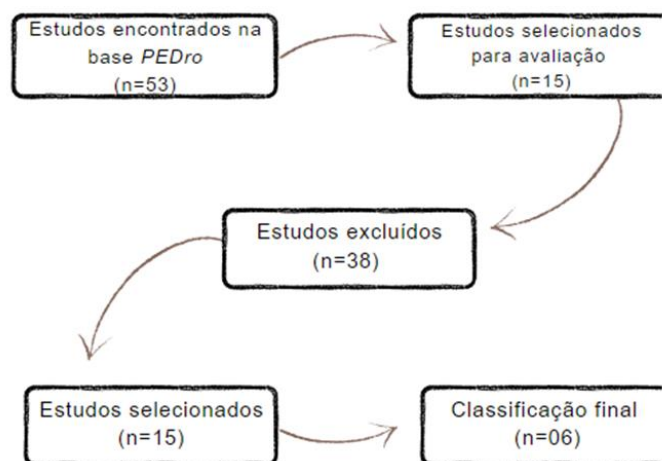 Estudos encontrados na
base PEDro
(n=53)
Estudos selecionados
para avaliação
(n=15)
Estudos excluídos
(n=38)
Estudos selecionados
(n=15)
Classificação final
(n=06)